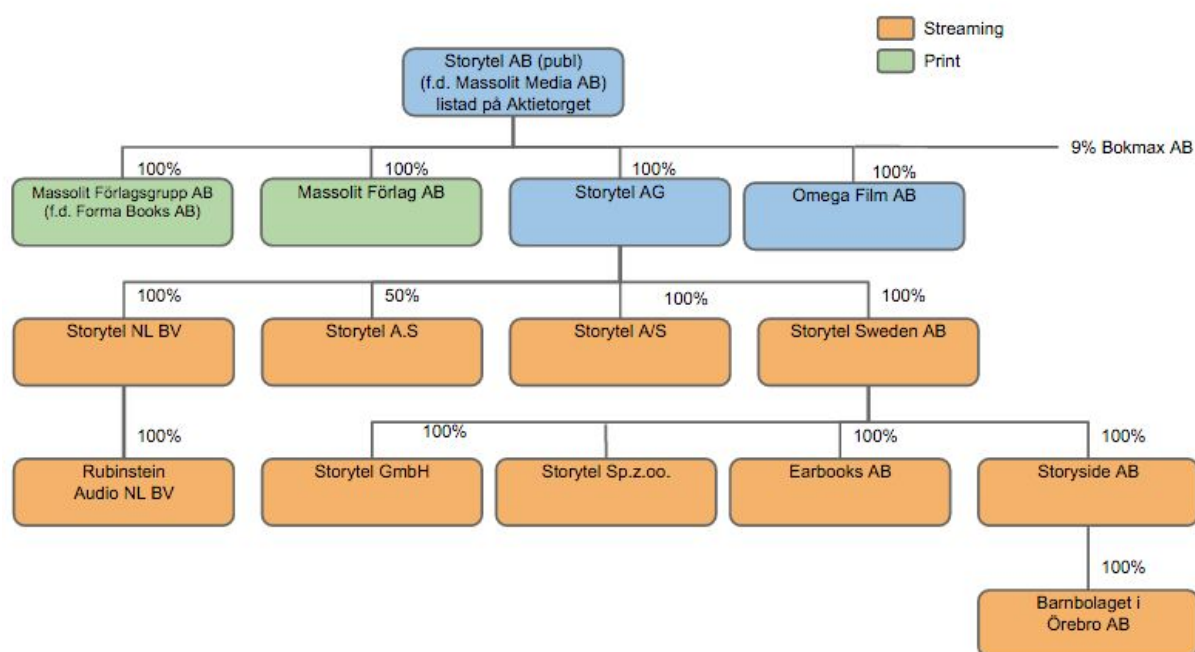 Streaming
Print
Storytel AB (publ)
(f.d. Massolit Media AB)
listad på Aktietorget
9% Bokmax AB
100%
100%
100%
100%
Massolit Förlagsgrupp AB
(f.d. Forma Books AB)
Massolit Förlag AB
Storytel AG
Omega Film AB
100%
50%
100%
100%
Storytel NL BV
Storytel A.S
Storytel A/S
Storytel Sweden AB
100%
100%
100%
100%
Rubinstein
Audio NL BV
Storytel GmbH
Storytel Sp.z.oo.
Earbooks AB
Storyside AB
100%
Barnbolaget i
Örebro AB